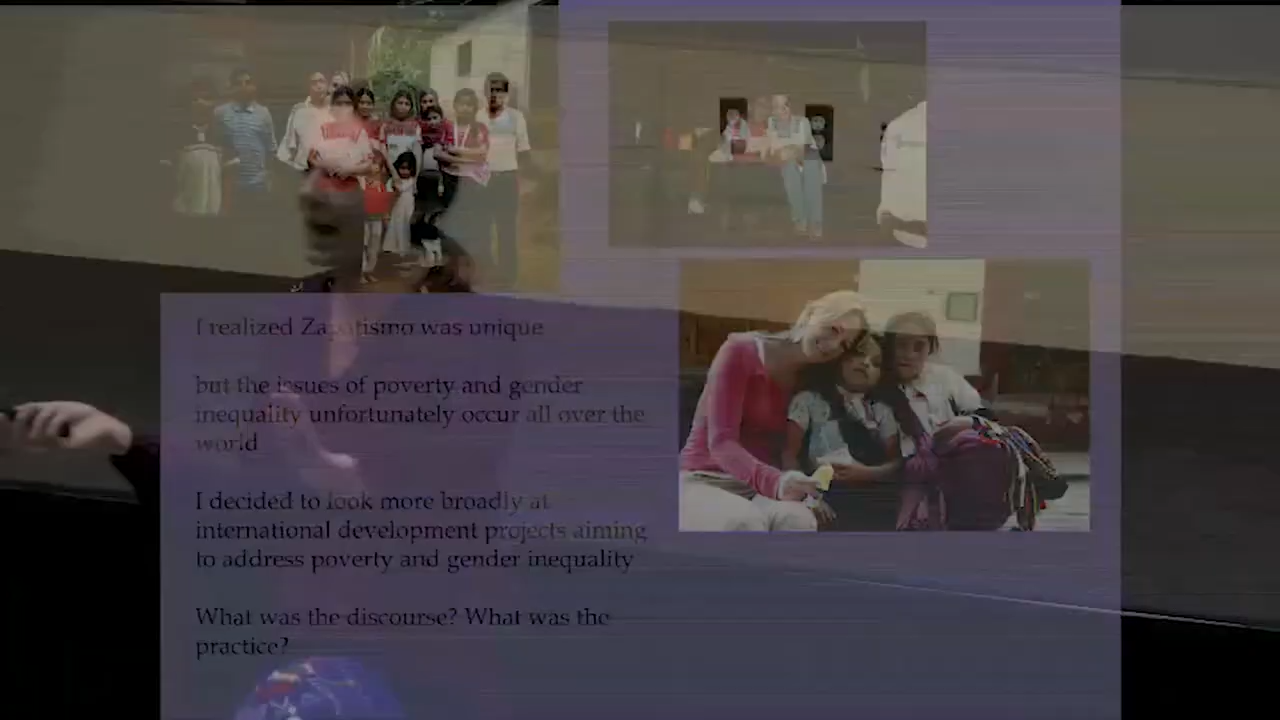 I realized Zapatismo was unique
but the issues of poverty and gender
inequality unfortunately occur all over the
world
I decided to look more broadly at
international development projects aiming
to address poverty and gender inequality
What was the discourse? What was the
practice?